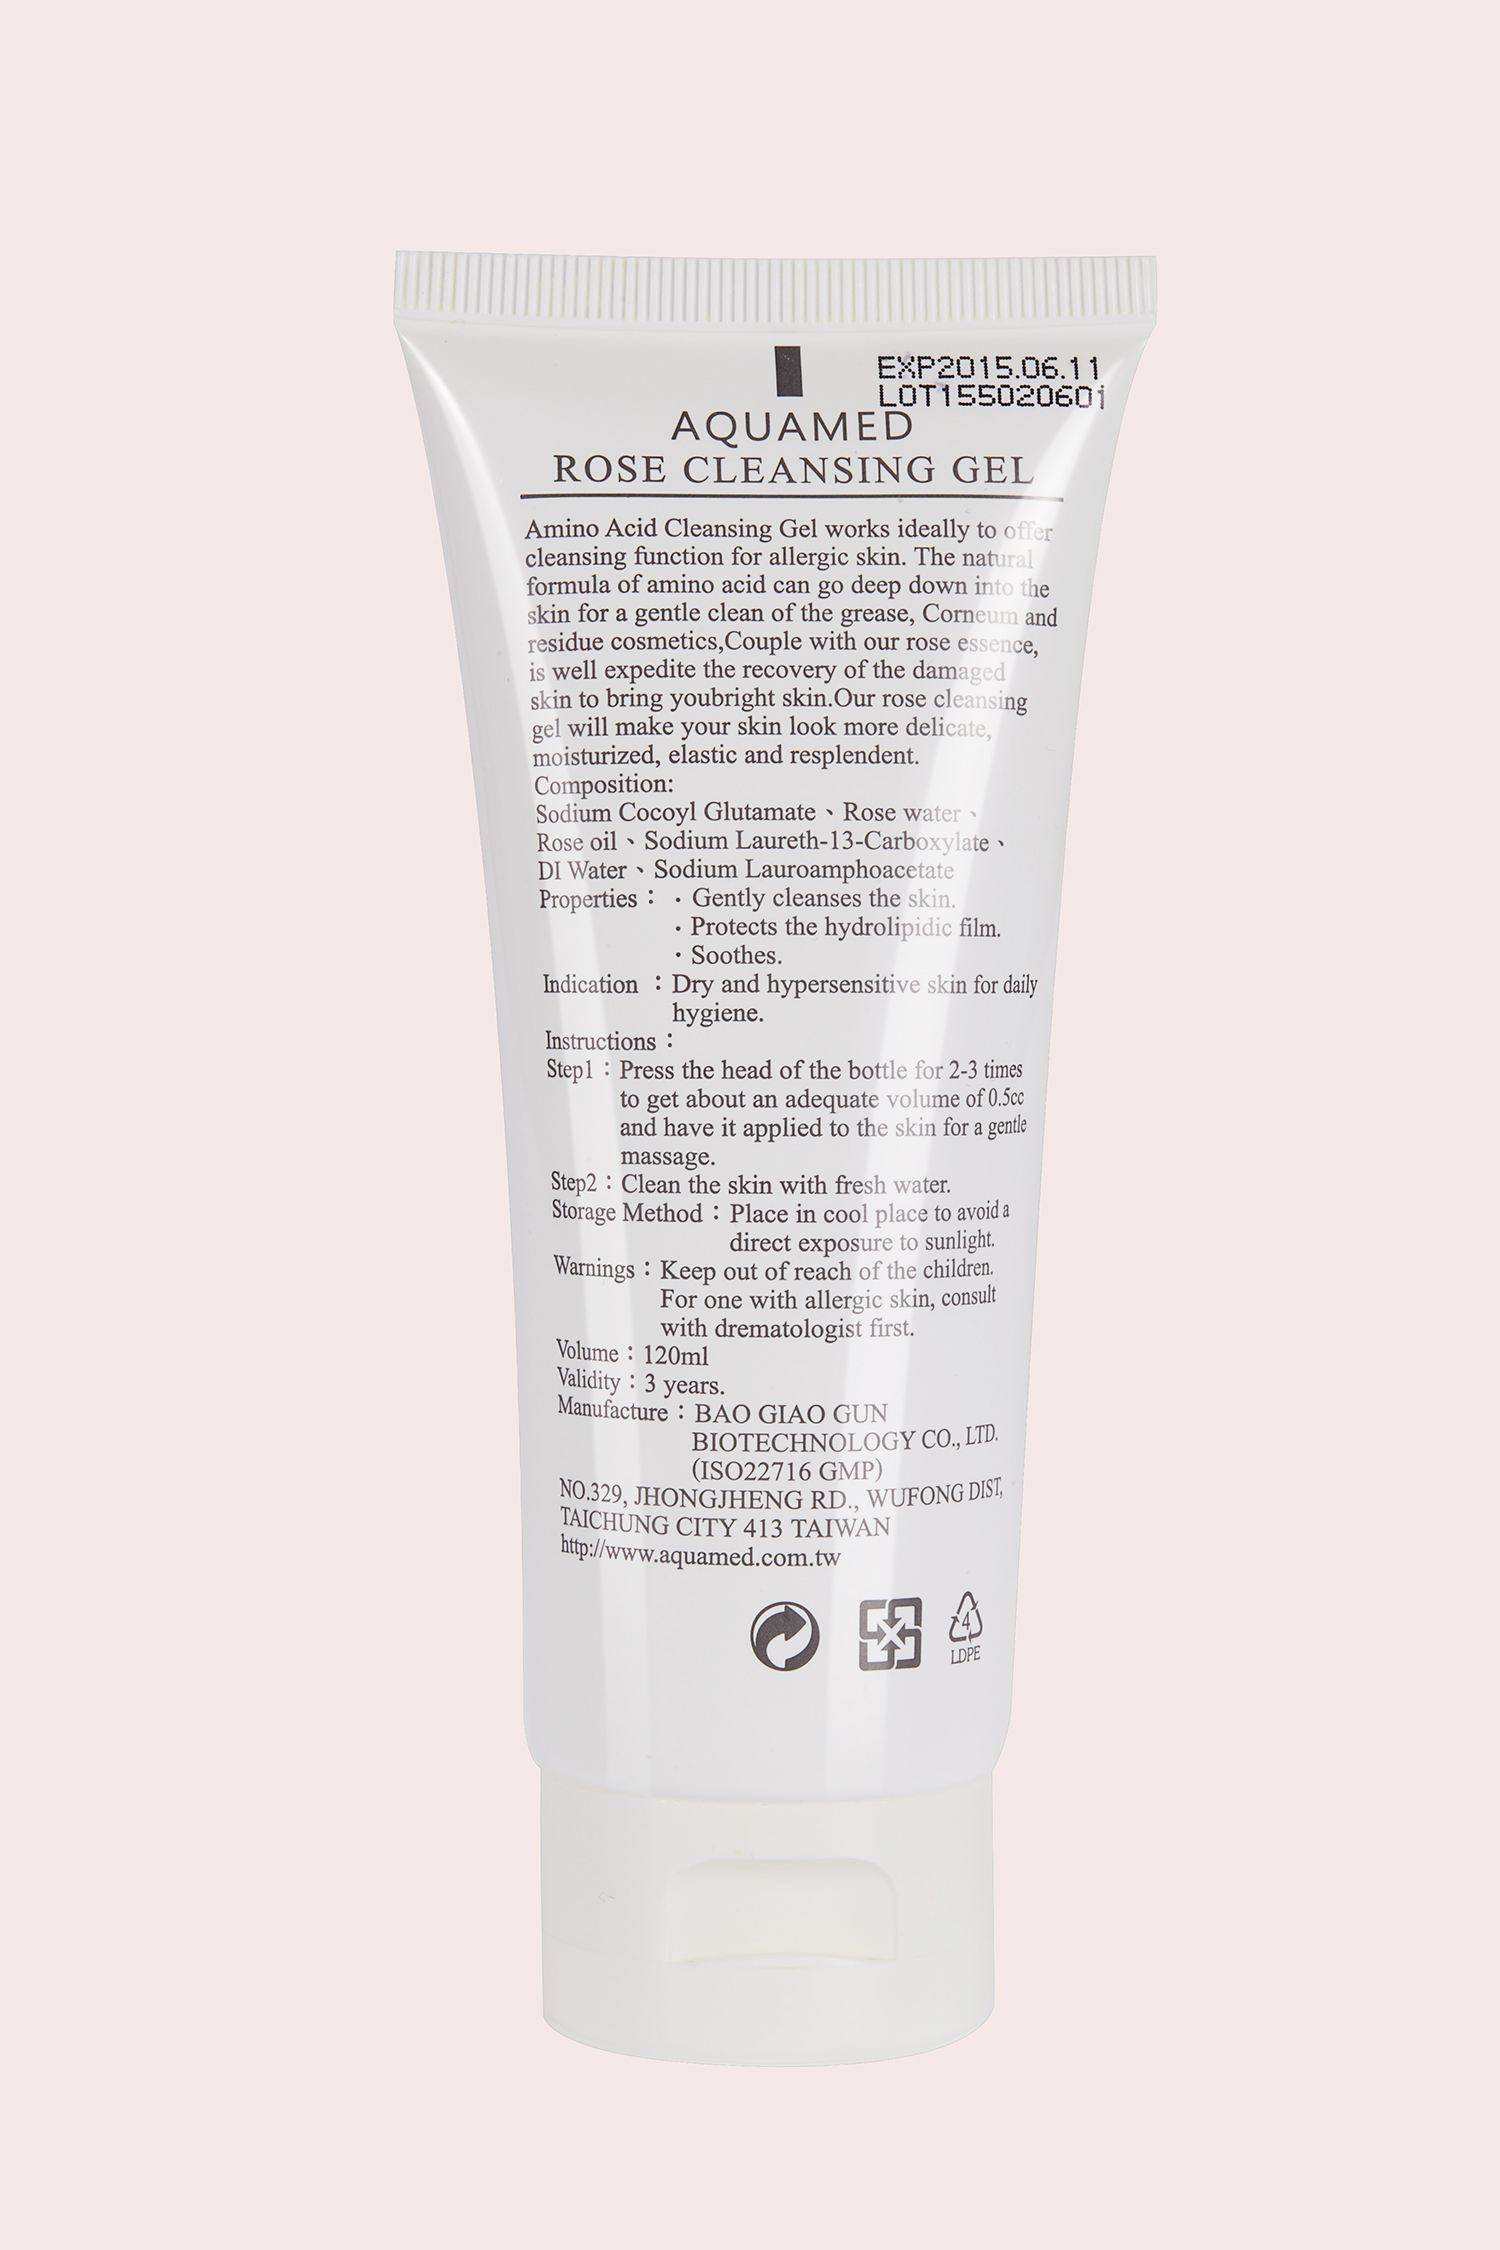 EXP2015.06.11
LOT155020601
AQUAMED
ROSE CLEANSING GEL
Amino Acid Cleansing Gel works ideally to offer
cleansing function for allergic skin. The natural
formula of amino acid can go deep down into the
skin for a gentle clean of the grease, Corneum and
residue cosmetics,Couple with our rose essence,
is well expedite the recovery of the damaged
skin to bring youbright skin.Our rose cleansing
gel will make your skin look more delicate,
moisturized, elastic and resplendent.
Composition:
Sodium Cocoyl Glutamate、Rose water、
Rose oil、Sodium Laureth-13-Carboxylate、
DI Water、Sodium Lauroamphoacetate
Properties：・Gently cleanses the skin.
・Protects the hydrolipidic film.
・Soothes.
Indication ：Dry and hypersensitive skin for daily
hygiene.
Instructions：
Step1：Press the head of the bottle for 2-3 times
to get about an adequate volume of 0.5cc
and have it applied to the skin for a gentle
massage.
Step2：Clean the skin with fresh water.
Storage Method：Place in cool place to avoid a
direct exposure to sunlight.
Warnings：Keep out of reach of the children.
For one with allergic skin, consult
with drematologist first.
Volume：120ml
Validity：3 years.
Manufacture：BAO GIAO GUN
BIOTECHNOLOGY CO., LTD.
(ISO22716 GMP)
NO.329, JHONGJHENG RD., WUFONG DIST,
TAICHUNG CITY 413 TAIWAN
http://www.aquamed.com.tw
4
LDPE